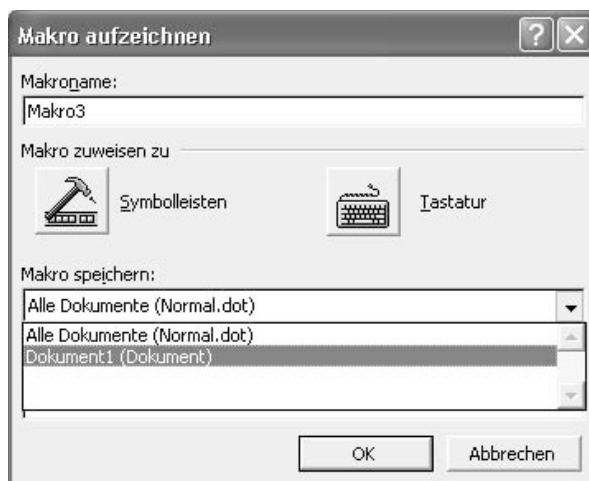 Makro aufzeichnen
Makroname:
Makro3
Makro zuweisen zu
Symbolleisten
Tastatur
Makro speichern:
Alle Dokumente (Normal.dot)
Alle Dokumente (Normal.dot)
Dokument1 (Dokument)
OK
Abbrechen